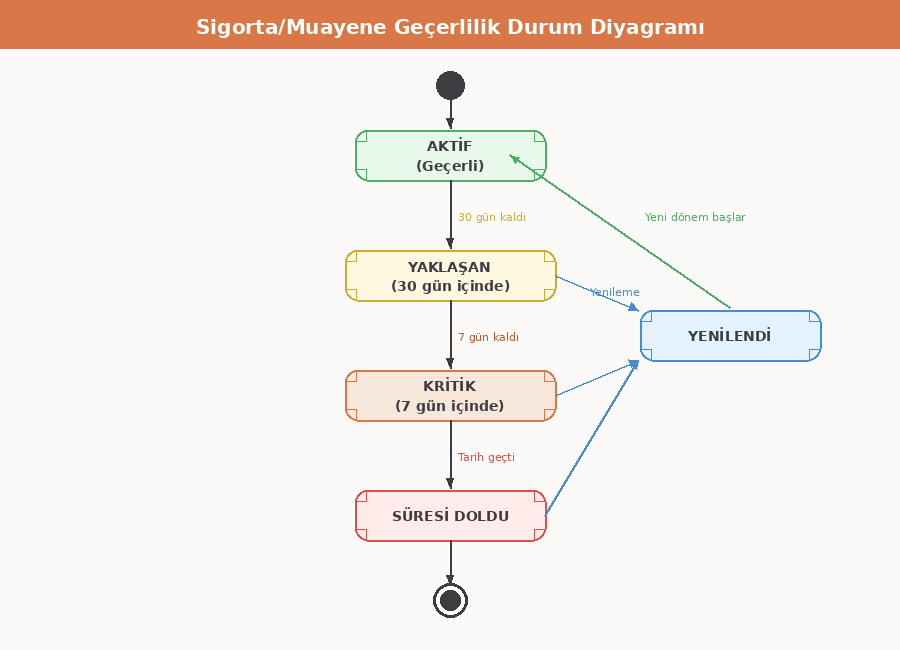 Sigorta/Muayene Geçerlilik Durum Diyagramı
AKTİF
(Geçerli)
30 gün kaldı
Yeni dönem başlar
YAKLAŞAN
(30 gün içinde)
Yenileme
7 gün kaldı
YENİLENDİ
KRİTİK
(7 gün içinde)
Tarih geçti
SÜRESİ DOLDU